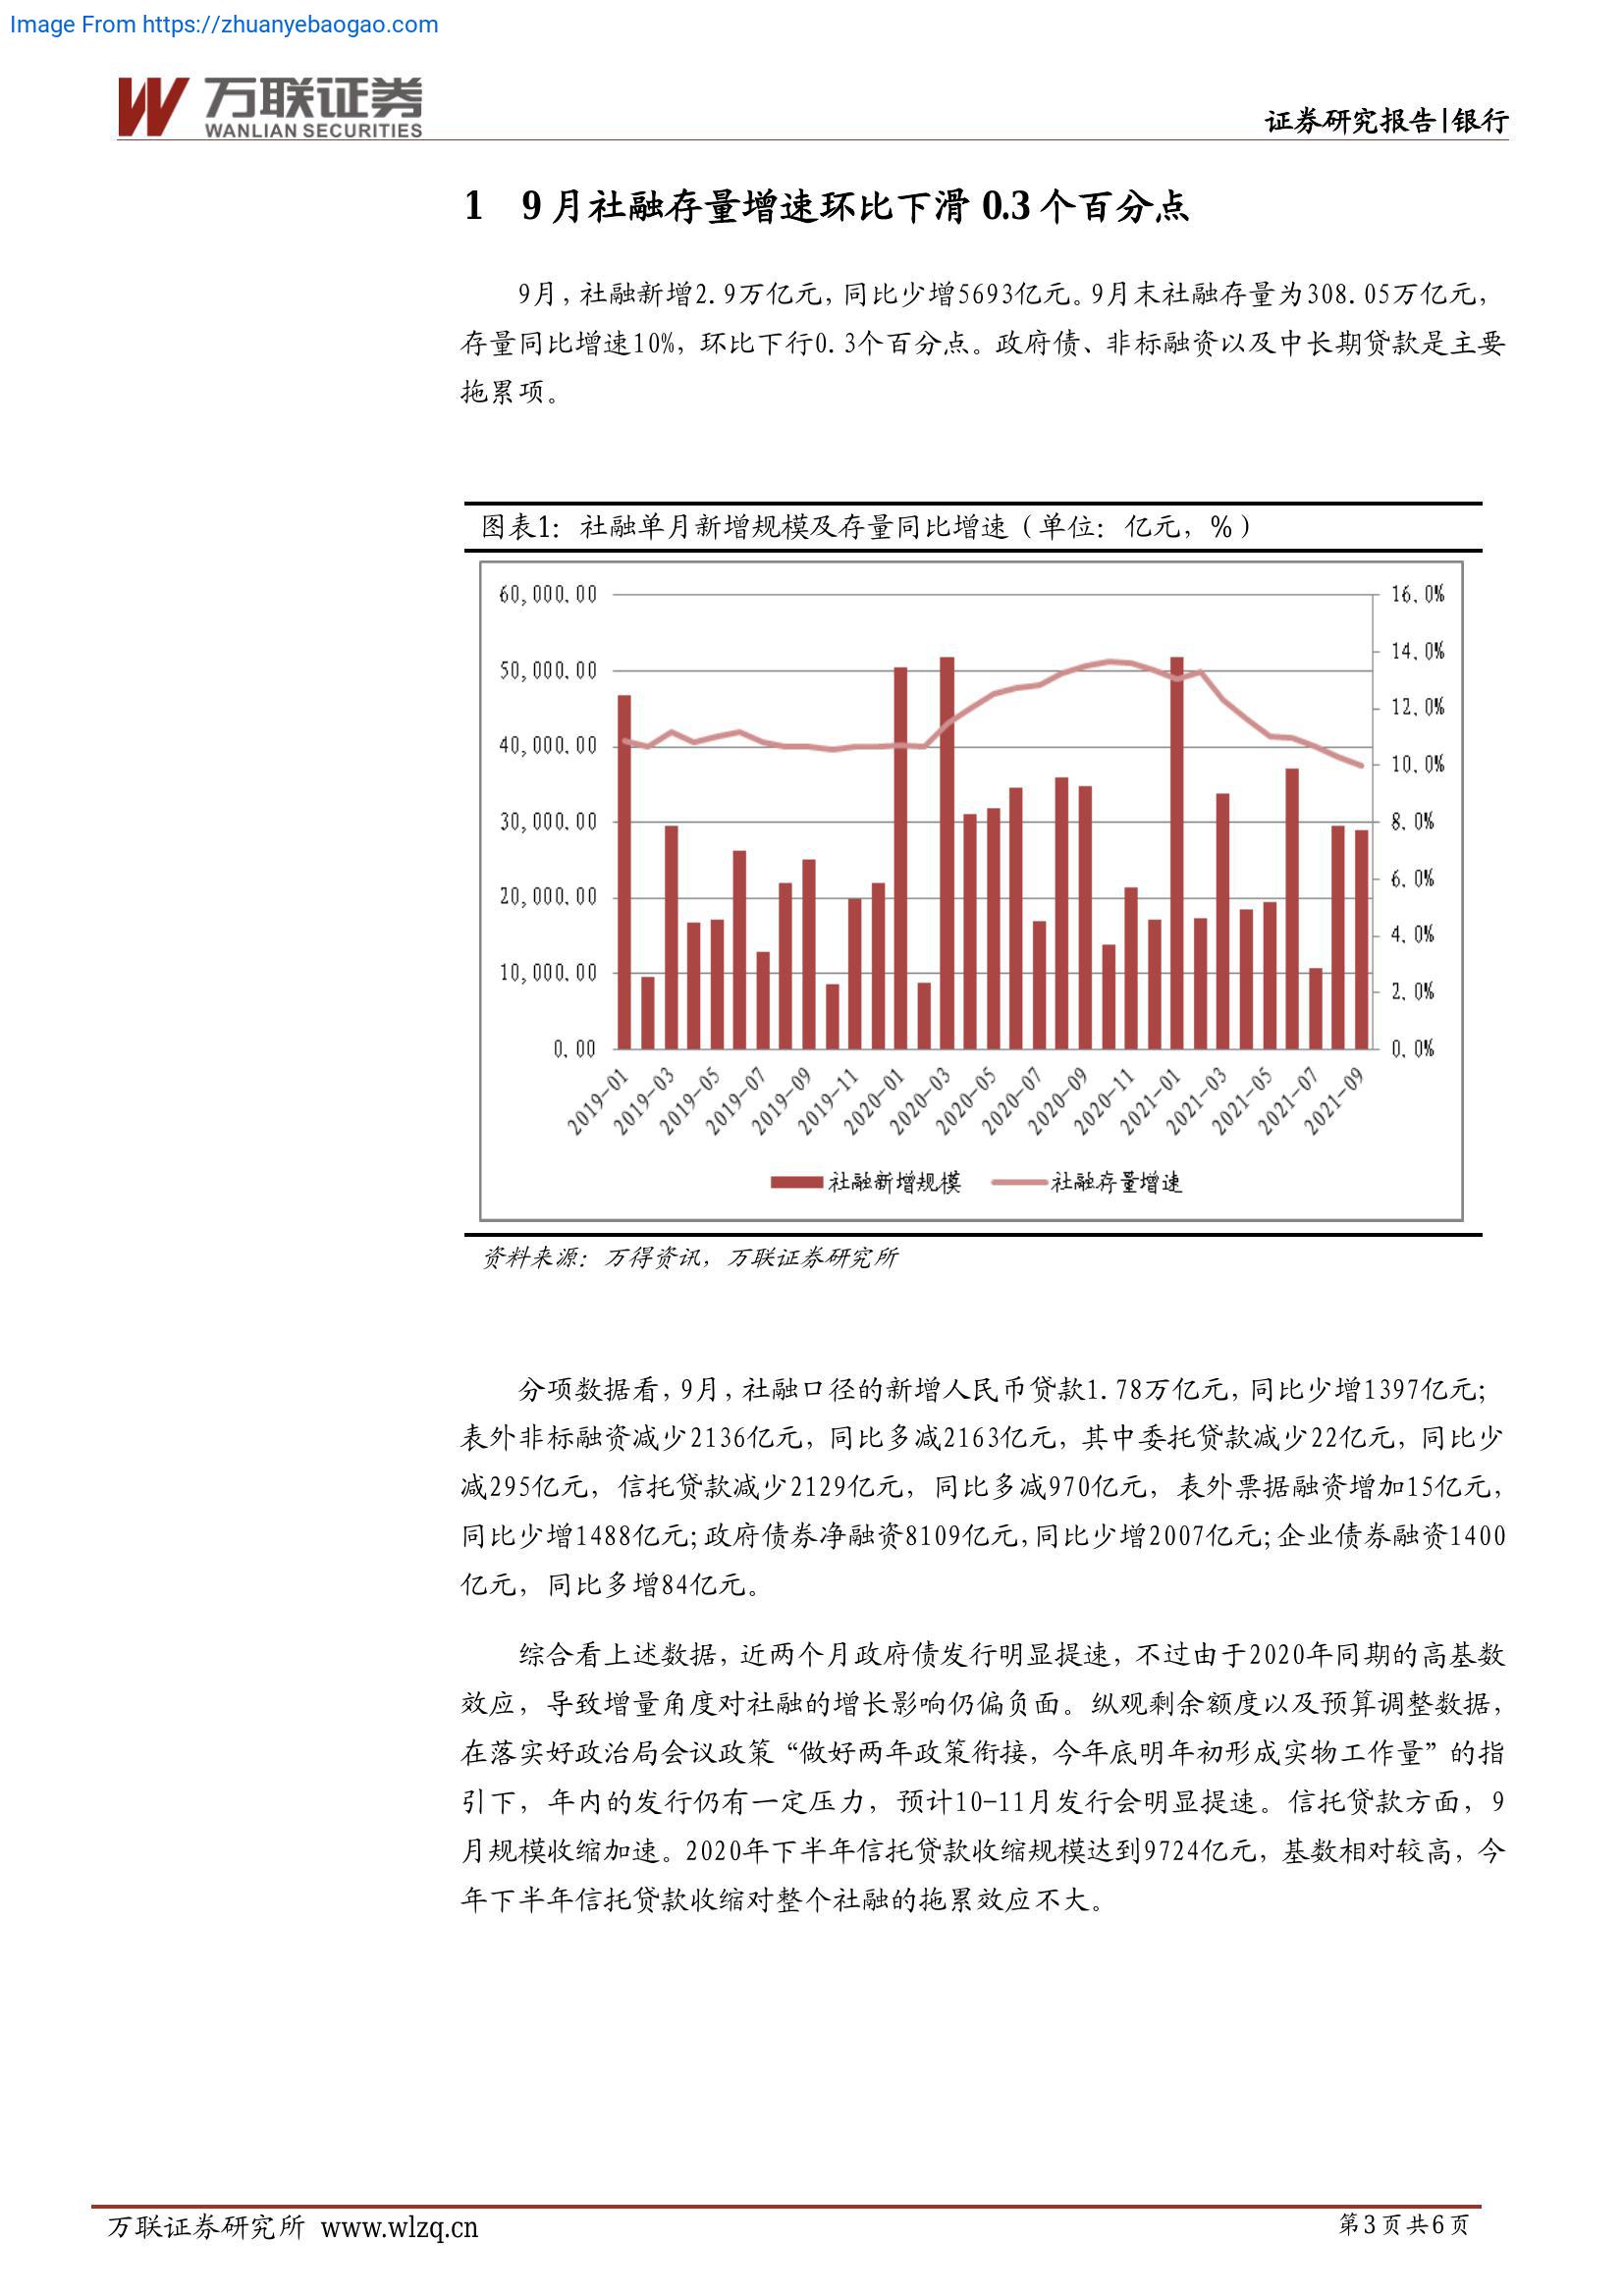 Image From https://zhuanyebaogao.com
万联证券
WANLIAN SECURITIES
证券研究报告|银行
1 9月社融存量增速环比下滑 0.3 个百分点
9月，社融新增2.9万亿元，同比少增5693亿元。9月末社融存量为308.05万亿元，
存量同比增速10%，环比下行0.3个百分点。政府债、非标融资以及中长期贷款是主要
拖累项。
图表1：社融单月新增规模及存量同比增速（单位：亿元，%）
60,000.00
50,000.00
40,000.00
30,000.00
20,000.00
10,000.00
0.00
16.0%
14.0%
12.0%
10.0%
8.0%
6.0%
4.0%
2.0%
0.0%
2019-01
2019-03
2019-05
2019-07
2019-09
2019-11
2020-01
2020-03
2020-05
2020-07
2020-09
2020-11
2021-01
2021-03
2021-05
2021-07
2021-09
社融新增规模
社融存量增速
资料来源：万得资讯，万联证券研究所
分项数据看，9月，社融口径的新增人民币贷款1.78万亿元，同比少增1397亿元；
表外非标融资减少2136亿元，同比多减2163亿元，其中委托贷款减少22亿元，同比少
减295亿元，信托贷款减少2129亿元，同比多减970亿元，表外票据融资增加15亿元，
同比少增1488亿元；政府债券净融资8109亿元，同比少增2007亿元；企业债券融资1400
亿元，同比多增84亿元。
综合看上述数据，近两个月政府债发行明显提速，不过由于2020年同期的高基数
效应，导致增量角度对社融的增长影响仍偏负面。纵观剩余额度以及预算调整数据，
在落实好政治局会议政策“做好两年政策衔接，今年底明年初形成实物工作量”的指
引下，年内的发行仍有一定压力，预计10-11月发行会明显提速。信托贷款方面，9
月规模收缩加速。2020年下半年信托贷款收缩规模达到9724亿元，基数相对较高，今
年下半年信托贷款收缩对整个社融的拖累效应不大。
万联证券研究所 www.wlzq.cn
第3页共6页